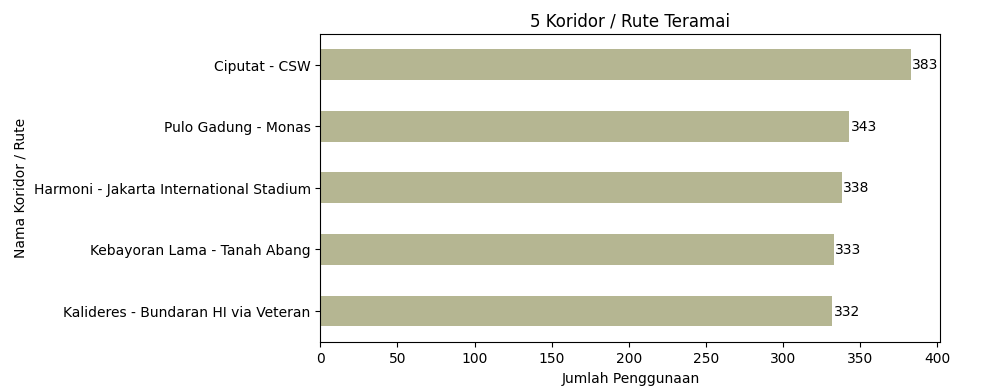 5 Koridor / Rute Teramai
Nama Koridor / Rute
Ciputat - CSW
383
Pulo Gadung - Monas
343
Harmoni - Jakarta International Stadium
338
Kebayoran Lama - Tanah Abang
333
Kalideres - Bundaran HI via Veteran
332
0 50 100 150 200 250 300 350 400
Jumlah Penggunaan